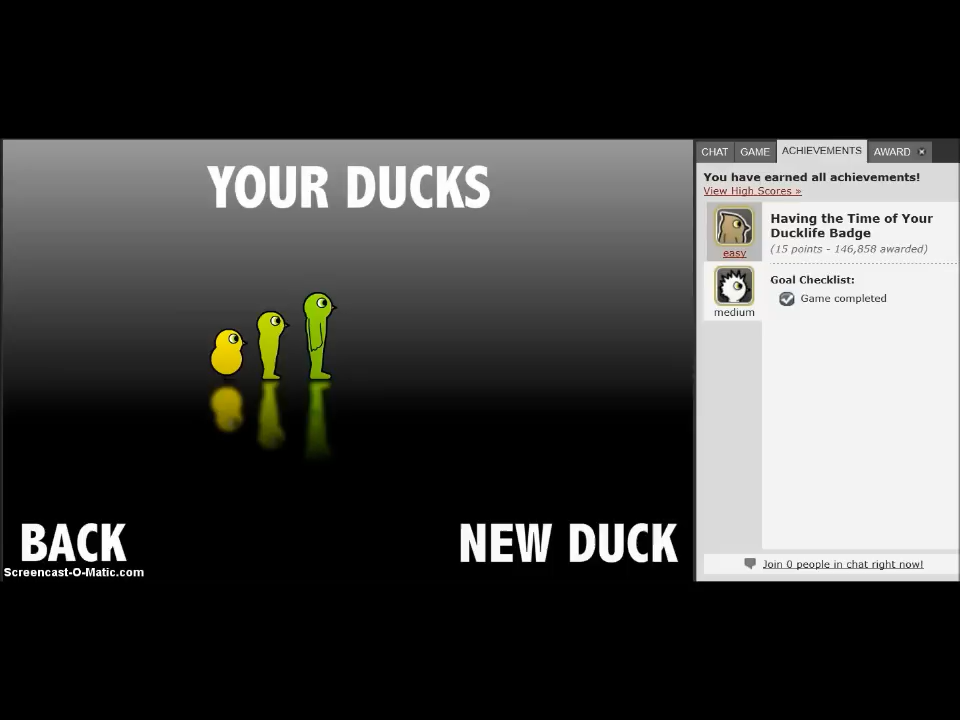 YOUR DUCKS
BACK
NEW DUCK
Screencast-O-Matic.com
CHAT
GAME
ACHIEVEMENTS
AWARD
You have earned all achievements!
View High Scores »
easy
medium
Having the Time of Your
Ducklife Badge
(15 points - 146,858 awarded)
Goal Checklist:
Game completed
Join 0 people in chat right now!